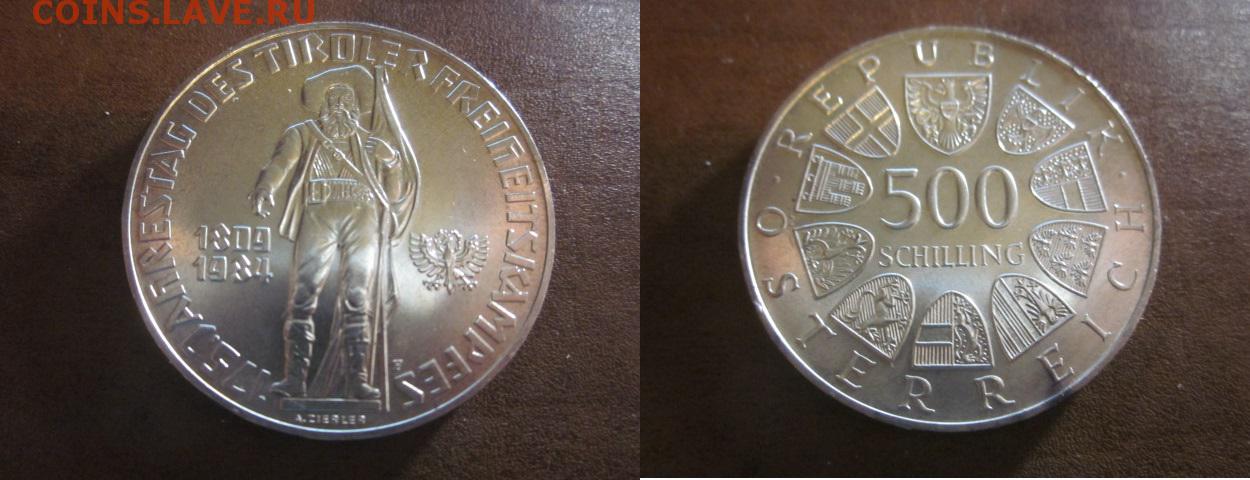 COINS.LAVE.RU
175. JAHRESTAG DES TIROLER FREIHEITSKAMPFES
1809
1984
A. ZIERLER
REPUBLIK · ÖSTERREICH ·
500
SCHILLING